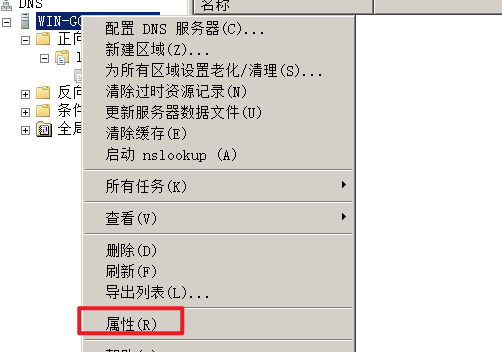 DNS
名称
WIN-GO
正向
反向
条件
全局
配置 DNS 服务器(C)...
新建区域(Z)...
为所有区域设置老化/清理(S)...
清除过时资源记录(N)
更新服务器数据文件(U)
清除缓存(E)
启动 nslookup (A)
所有任务(K)
查看(V)
删除(D)
刷新(F)
导出列表(L)...
属性(R)